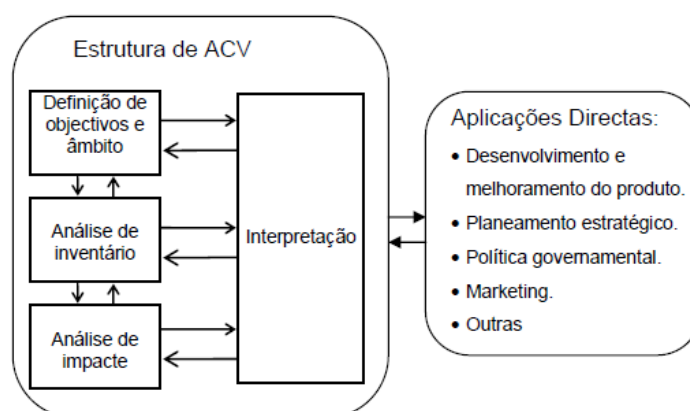 Estrutura de ACV
Definição de
objectivos e
âmbito
Análise de
inventário
Análise de
impacte
Interpretação
Aplicações Directas:
• Desenvolvimento e
melhoramento do produto.
• Planeamento estratégico.
• Política governamental.
• Marketing.
• Outras